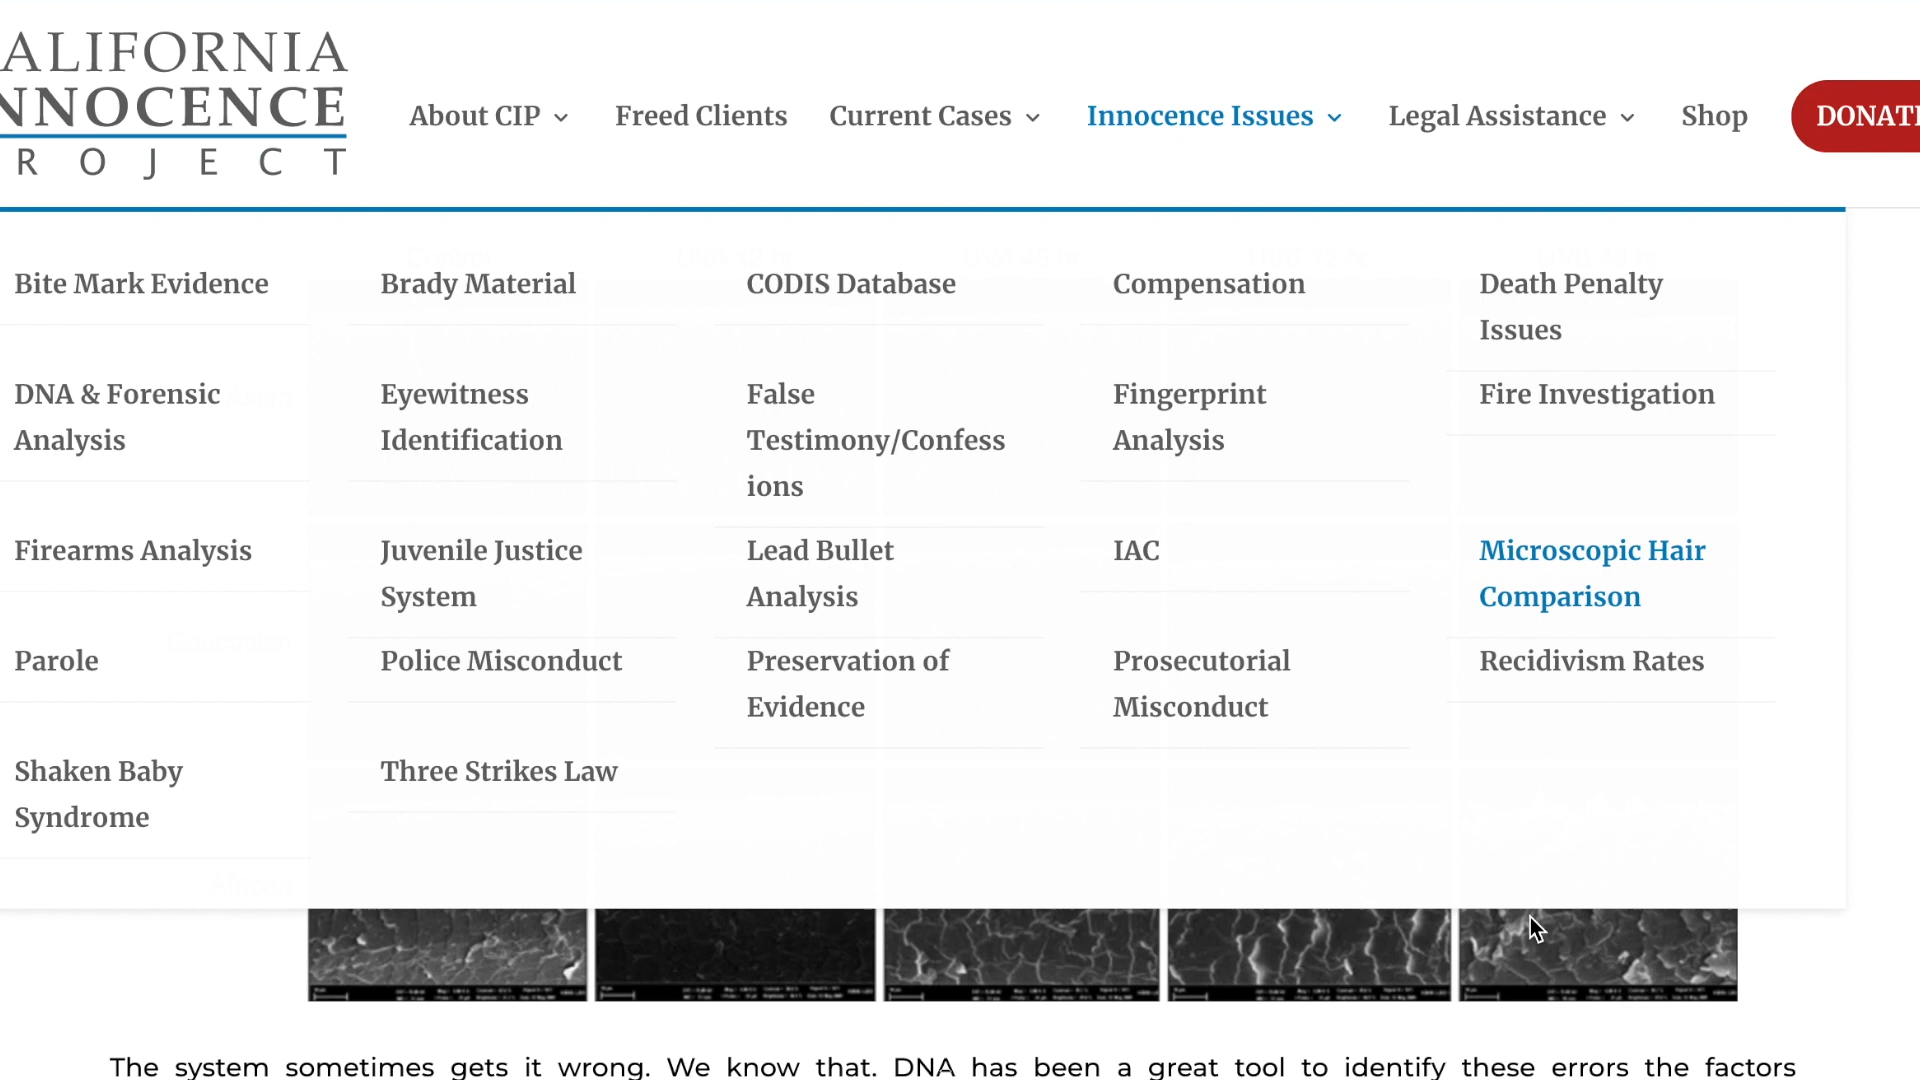 ALIFORNIA
NNOCENCE
R O J E C T
About CIP
Freed Clients
Current Cases
Innocence Issues
Legal Assistance
Shop
DONATE
Bite Mark Evidence
Brady Material
CODIS Database
Compensation
Death Penalty
Issues
DNA & Forensic
Analysis
Eyewitness
Identification
False
Testimony/Confess
ions
Fingerprint
Analysis
Fire Investigation
Firearms Analysis
Juvenile Justice
System
Lead Bullet
Analysis
IAC
Microscopic Hair
Comparison
Parole
Police Misconduct
Preservation of
Evidence
Prosecutorial
Misconduct
Recidivism Rates
Shaken Baby
Syndrome
Three Strikes Law
The system sometimes gets it wrong. We know that. DNA has been a great tool to identify these errors the factors